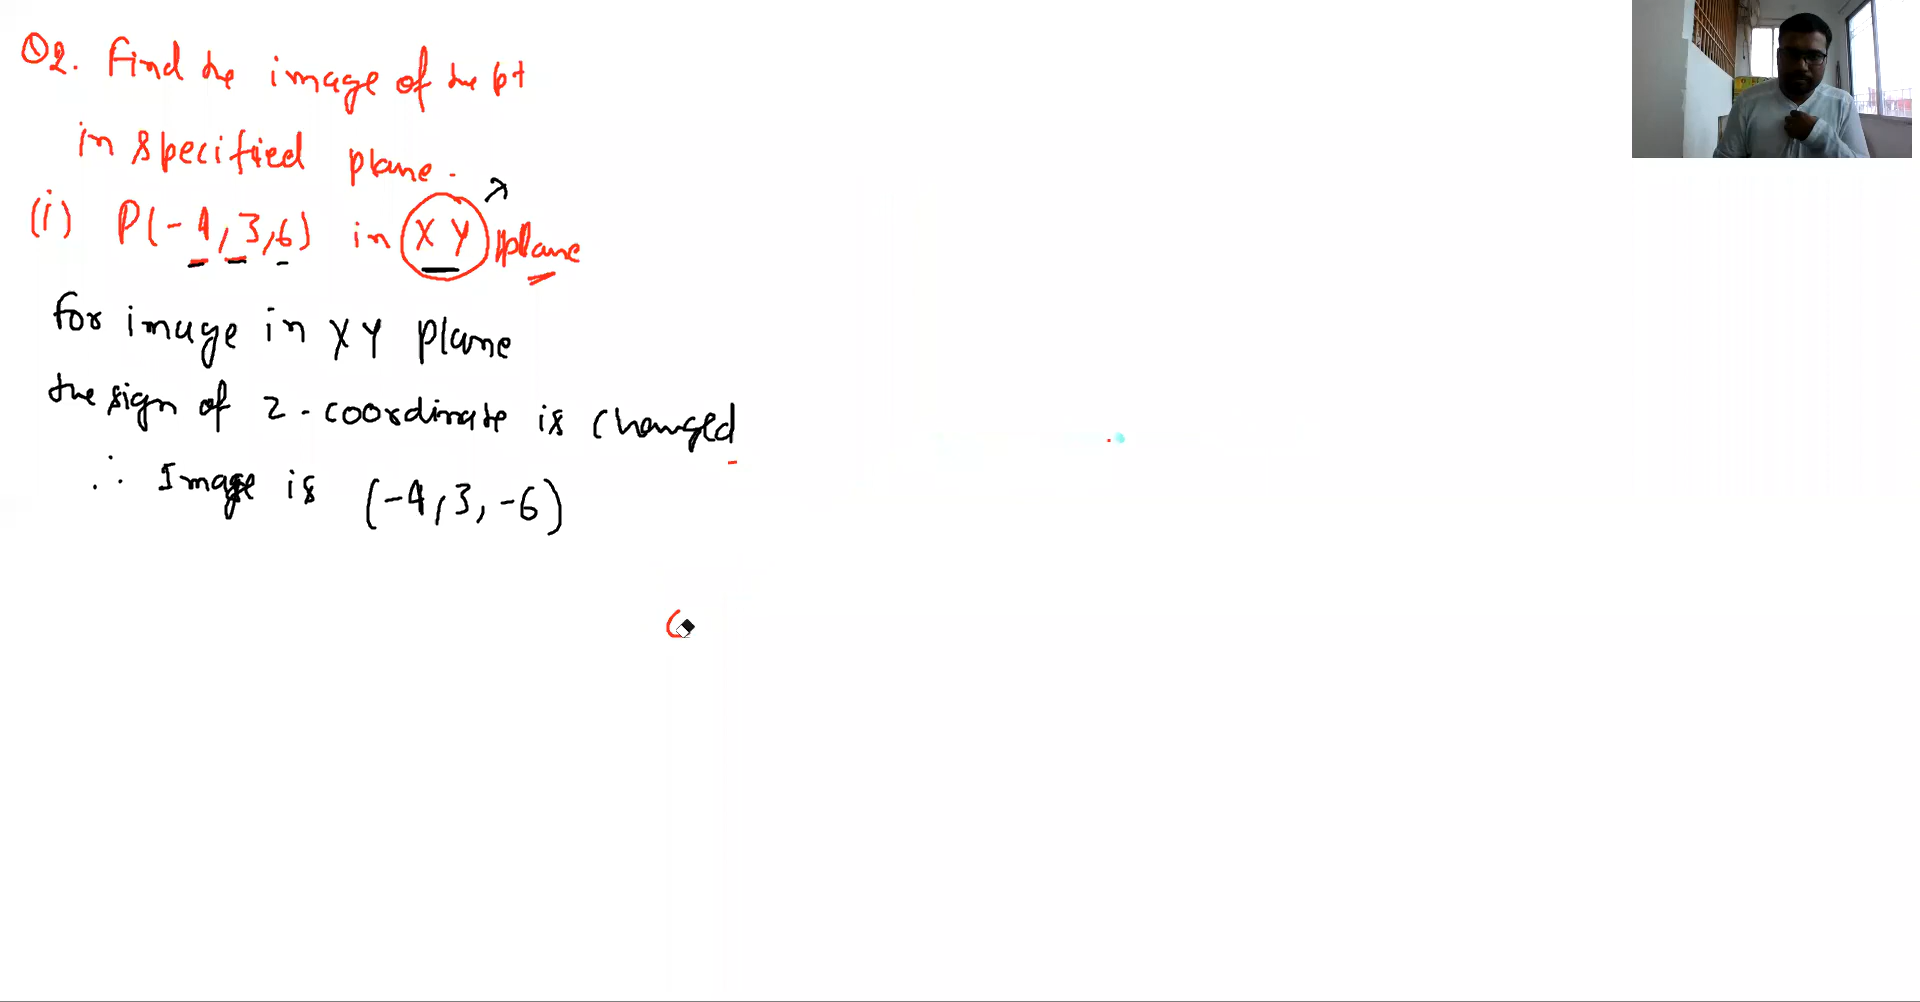 Q2. Find the image of the pt
in specified plane.
(i) P(-4,3,6) in XY plane
for image in XY plane
the sign of z-coordinate is changed
∴ Image is (-4,3,-6)
(